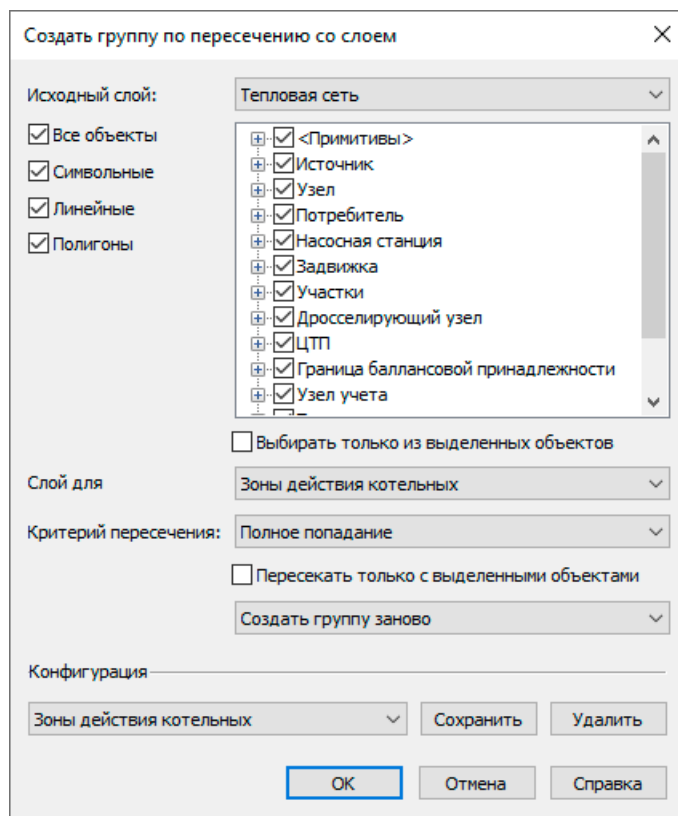 Создать группу по пересечению со слоем
Исходный слой: Тепловая сеть
Все объекты
Символьные
Линейные
Полигоны
<Примитивы>
Источник
Узел
Потребитель
Насосная станция
Задвижка
Участки
Дросселирующий узел
ЦТП
Граница баллансовой принадлежности
Узел учета
Выбирать только из выделенных объектов
Слой для Зоны действия котельных
Критерий пересечения: Полное попадание
Пересекать только с выделенными объектами
Создать группу заново
Конфигурация
Зоны действия котельных Сохранить Удалить
ОК Отмена Справка